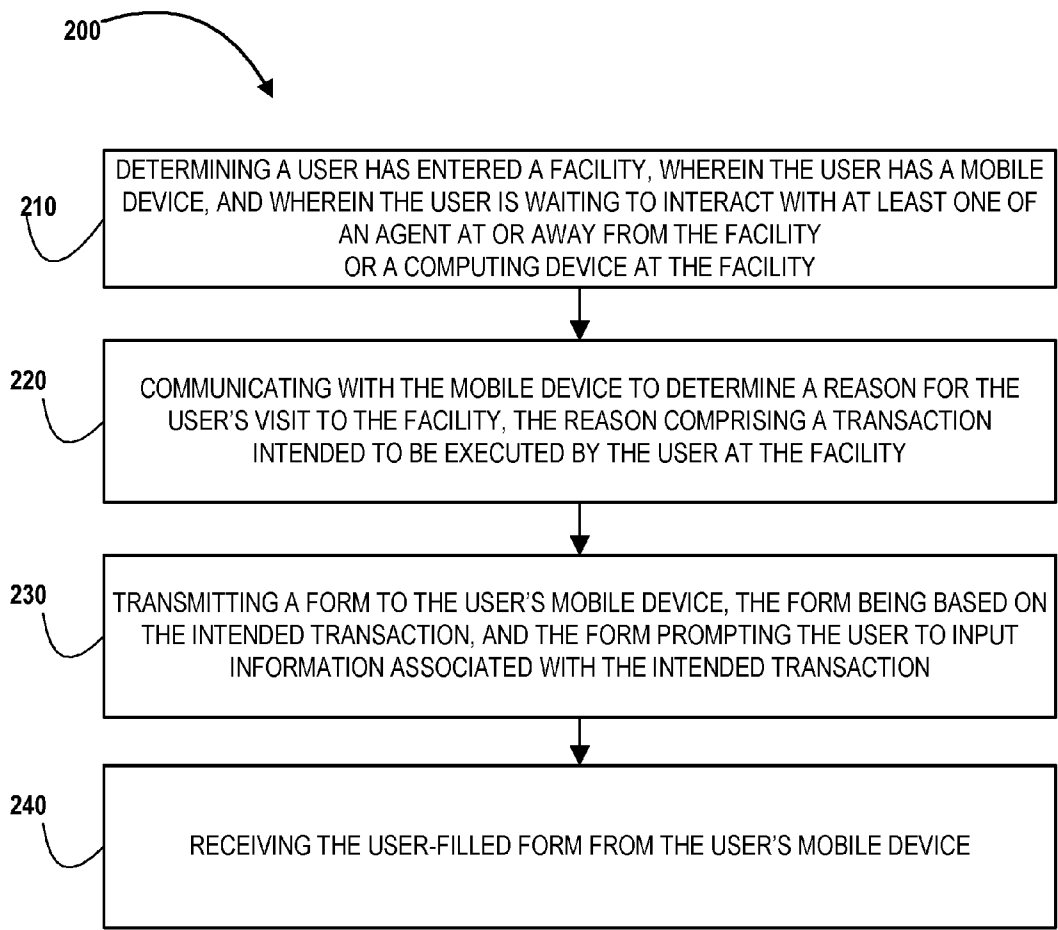 200
210
DETERMINING A USER HAS ENTERED A FACILITY, WHEREIN THE USER HAS A MOBILE
DEVICE, AND WHEREIN THE USER IS WAITING TO INTERACT WITH AT LEAST ONE OF
AN AGENT AT OR AWAY FROM THE FACILITY
OR A COMPUTING DEVICE AT THE FACILITY
220
COMMUNICATING WITH THE MOBILE DEVICE TO DETERMINE A REASON FOR THE
USER'S VISIT TO THE FACILITY, THE REASON COMPRISING A TRANSACTION
INTENDED TO BE EXECUTED BY THE USER AT THE FACILITY
230
TRANSMITTING A FORM TO THE USER'S MOBILE DEVICE, THE FORM BEING BASED ON
THE INTENDED TRANSACTION, AND THE FORM PROMPTING THE USER TO INPUT
INFORMATION ASSOCIATED WITH THE INTENDED TRANSACTION
240
RECEIVING THE USER-FILLED FORM FROM THE USER'S MOBILE DEVICE